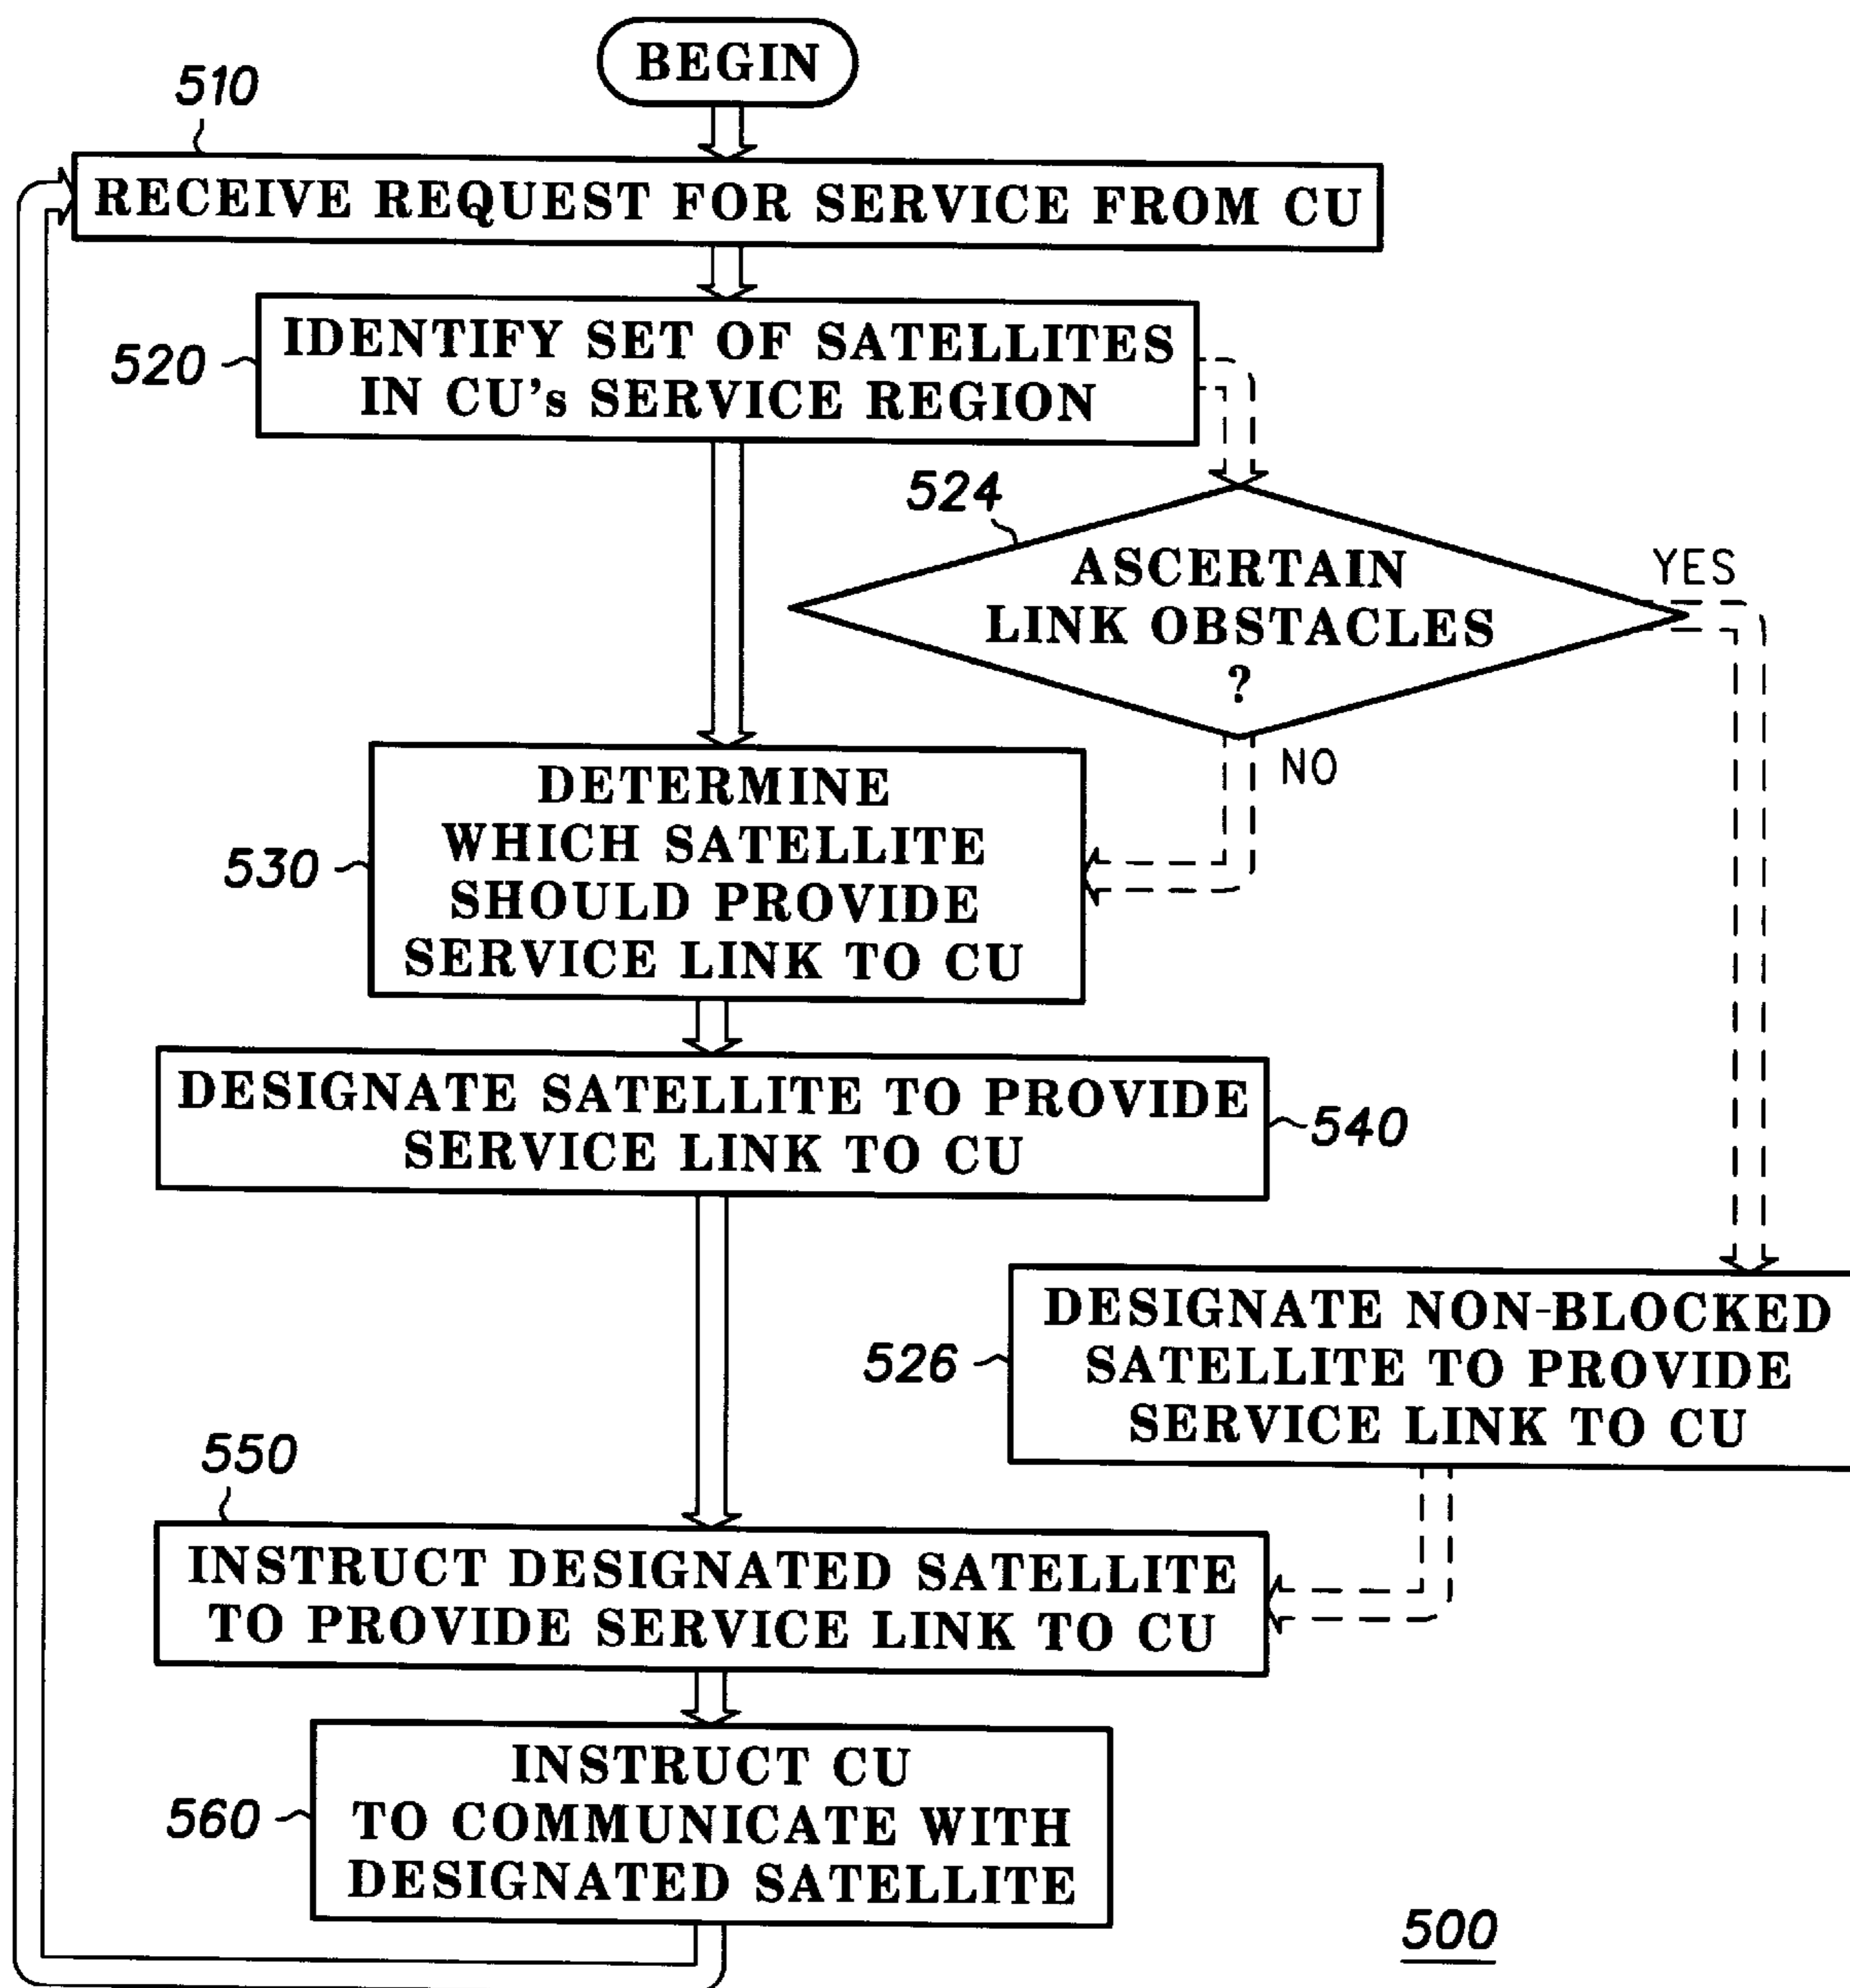 BEGIN
510
RECEIVE REQUEST FOR SERVICE FROM CU
520
IDENTIFY SET OF SATELLITES
IN CU's SERVICE REGION
524
ASCERTAIN
LINK OBSTACLES
?
YES
NO
530
DETERMINE
WHICH SATELLITE
SHOULD PROVIDE
SERVICE LINK TO CU
DESIGNATE SATELLITE TO PROVIDE
SERVICE LINK TO CU
540
526
DESIGNATE NON-BLOCKED
SATELLITE TO PROVIDE
SERVICE LINK TO CU
550
INSTRUCT DESIGNATED SATELLITE
TO PROVIDE SERVICE LINK TO CU
560
INSTRUCT CU
TO COMMUNICATE WITH
DESIGNATED SATELLITE
500